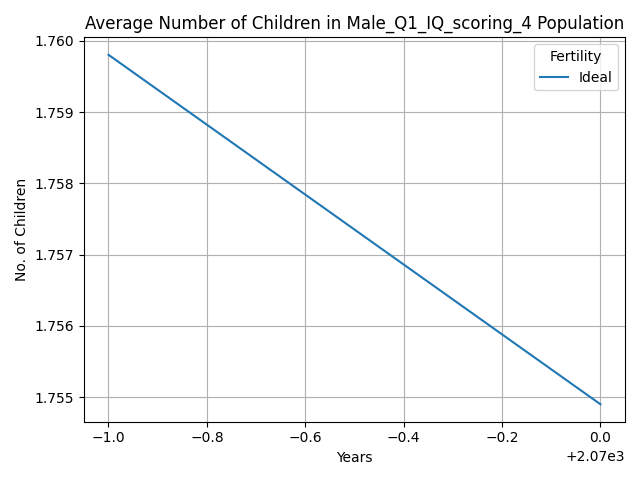 Average Number of Children in Male_Q1_IQ_scoring_4 Population
Fertility
Ideal
No. of Children
1.760
1.759
1.758
1.757
1.756
1.755
−1.0 −0.8 −0.6 −0.4 −0.2 0.0
+2.07e3
Years